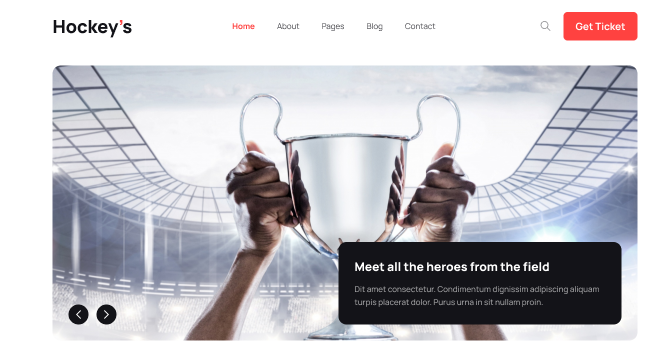 Hockey's
Home About Pages Blog Contact
Get Ticket
Meet all the heroes from the field
Dit amet consectetur. Condimentum dignissim adipiscing aliquam
turpis placerat dolor. Purus urna in sit nullam proin.